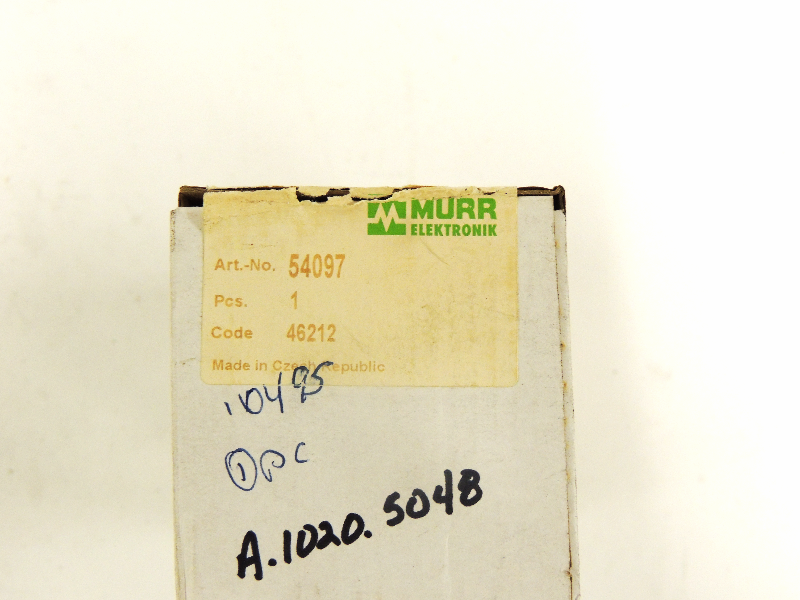 MURR
ELEKTRONIK
Art.-No. 54097
Pcs. 1
Code 46212
Made in Czech Republic
10495
① PC
A.1020.5048